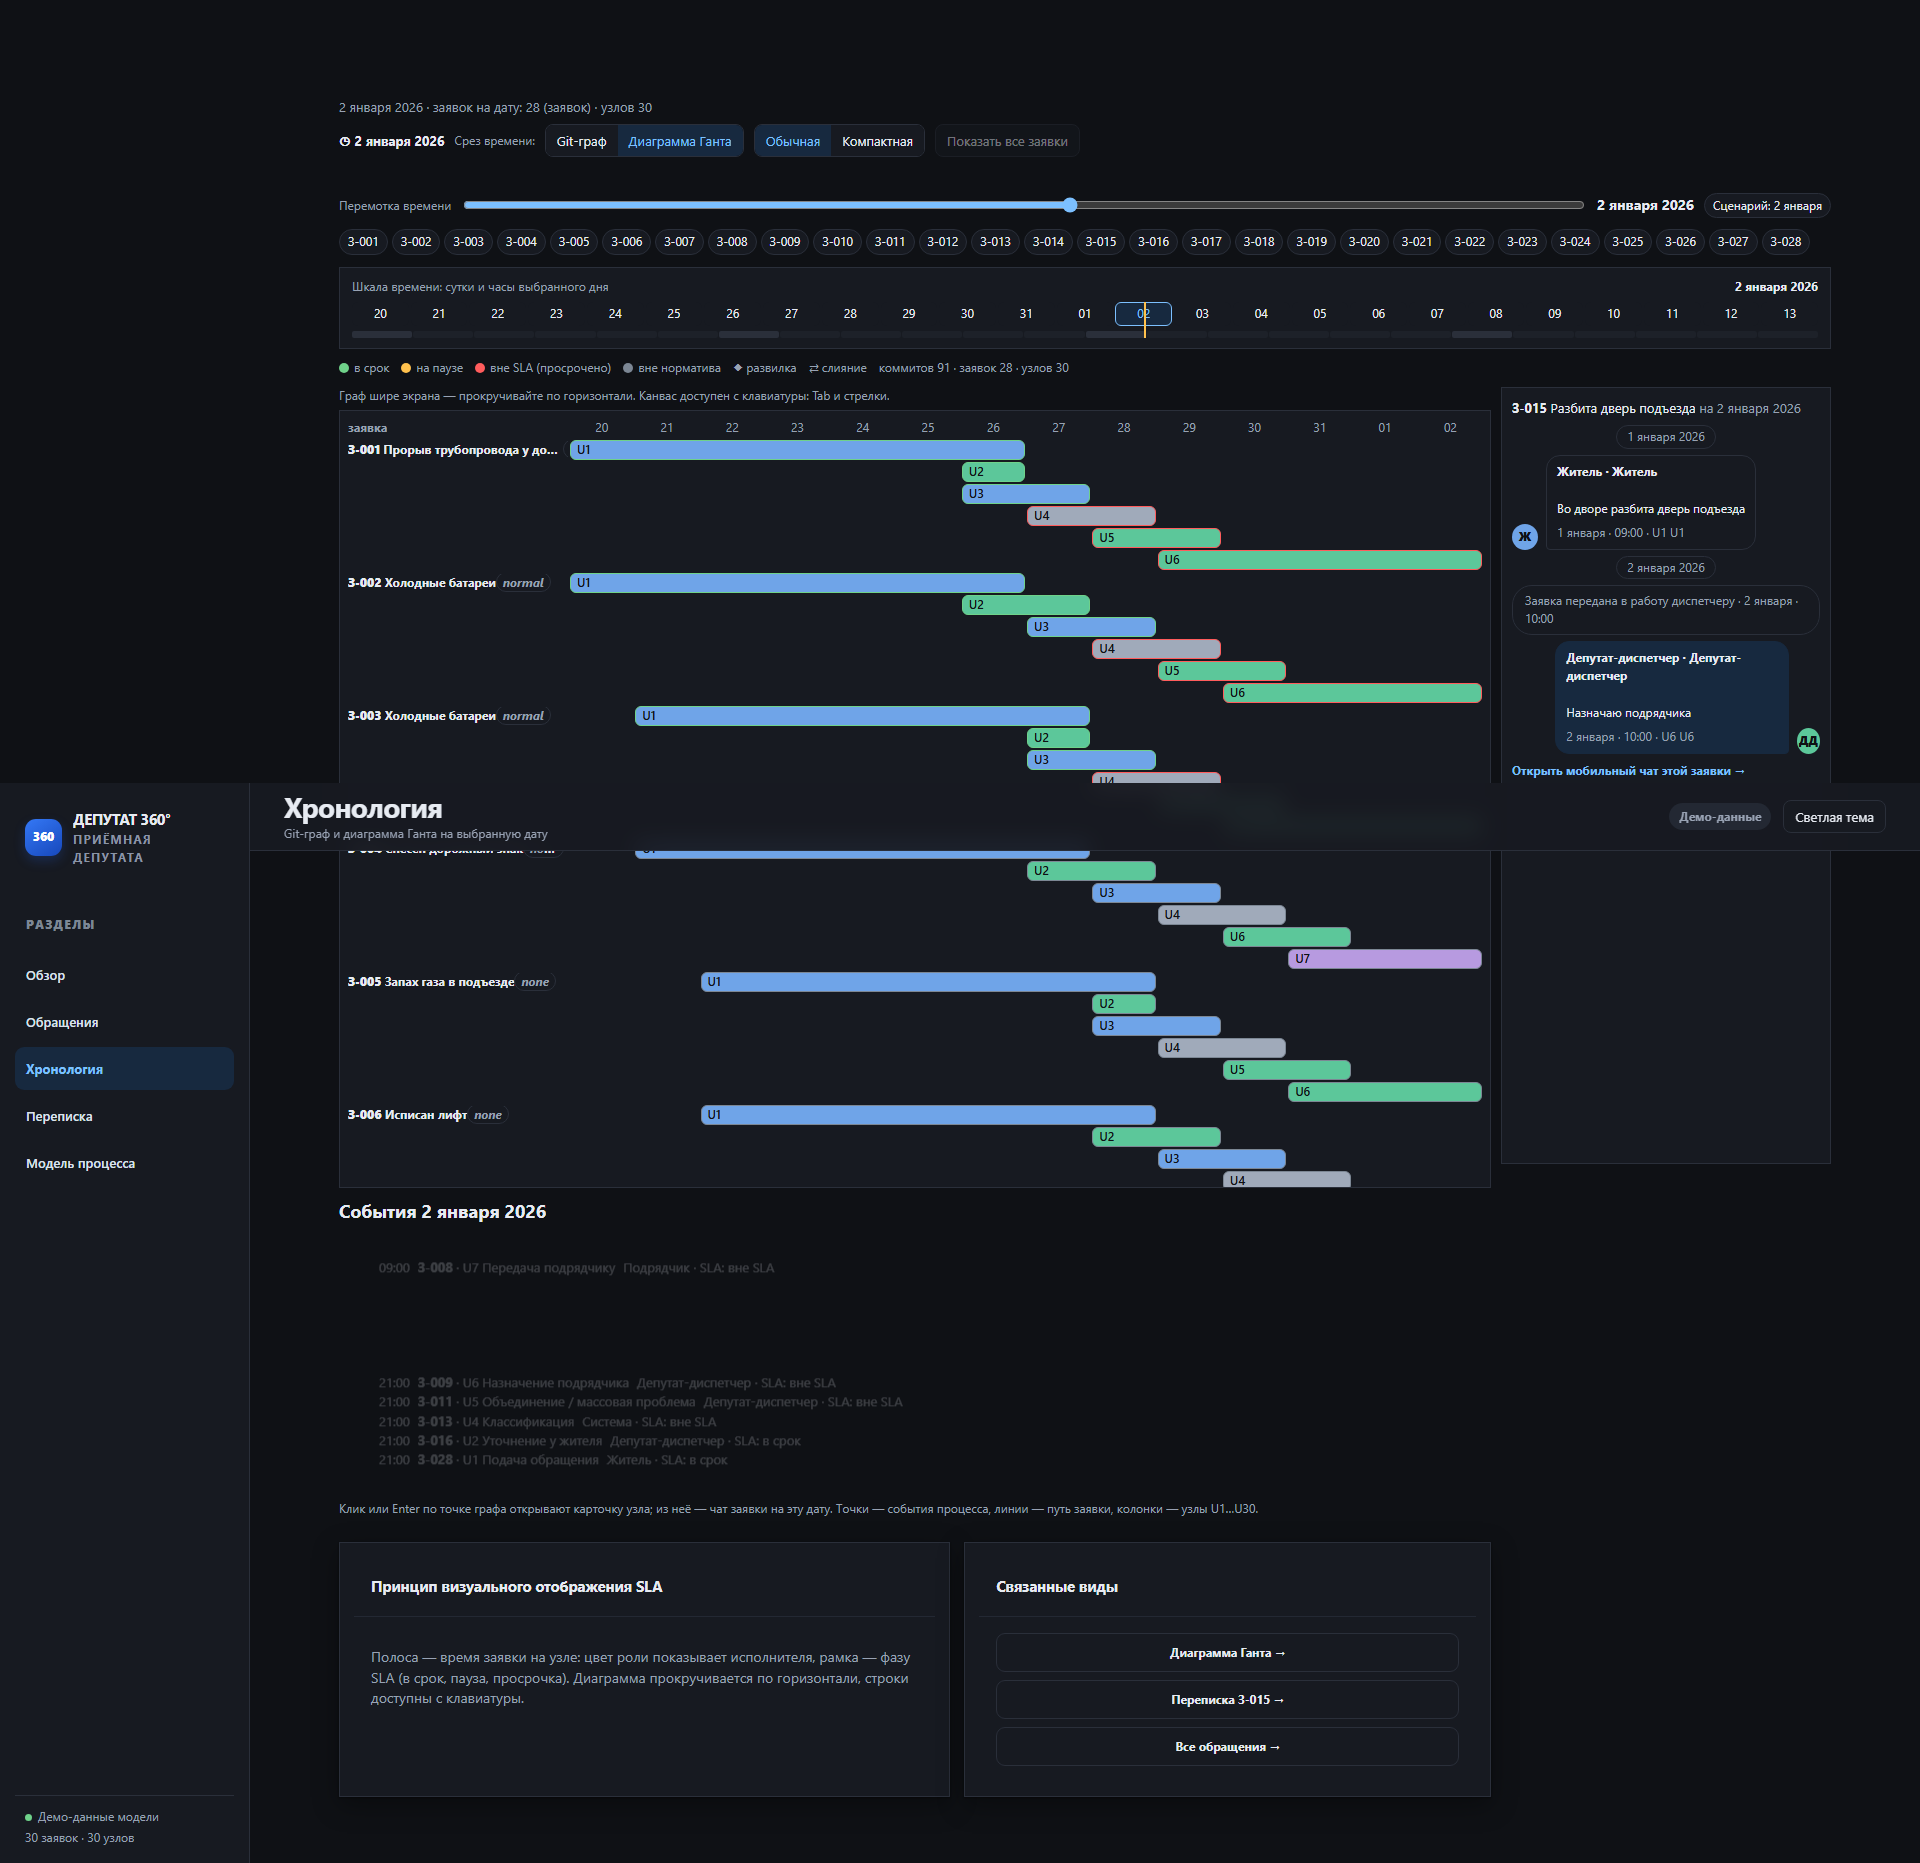 2 января 2026 · заявок на дату: 28 (заявок) · узлов 30
2 января 2026 Срез времени: Git-граф Диаграмма Ганта Обычная Компактная Показать все заявки
Перемотка времени 2 января 2026 Сценарий: 2 января
З-001 З-002 З-003 З-004 З-005 З-006 З-007 З-008 З-009 З-010 З-011 З-012 З-013 З-014 З-015 З-016 З-017 З-018 З-019 З-020 З-021 З-022 З-023 З-024 З-025 З-026 З-027 З-028
Шкала времени: сутки и часы выбранного дня 2 января 2026
20 21 22 23 24 25 26 27 28 29 30 31 01 02 03 04 05 06 07 08 09 10 11 12 13
в срок на паузе вне SLA (просрочено) вне норматива ◆ развилка ⇄ слияние коммитов 91 · заявок 28 · узлов 30
Граф шире экрана — прокручивайте по горизонтали. Канвас доступен с клавиатуры: Tab и стрелки.
заявка 20 21 22 23 24 25 26 27 28 29 30 31 01 02
З-001 Прорыв трубопровода у до... U1
U2
U3
U4
U5
U6
З-002 Холодные батареи normal U1
U2
U3
U4
U5
U6
З-003 Холодные батареи normal U1
U2
U3
U4
З-015 Разбита дверь подъезда на 2 января 2026
1 января 2026
Житель · Житель
Во дворе разбита дверь подъезда
1 января · 09:00 · U1 U1
Ж
2 января 2026
Заявка передана в работу диспетчеру · 2 января ·
10:00
Депутат-диспетчер · Депутат-
диспетчер
Назначаю подрядчика
2 января · 10:00 · U6 U6
ДД
Открыть мобильный чат этой заявки →
360
ДЕПУТАТ 360°
ПРИЁМНАЯ
ДЕПУТАТА
Хронология
Git-граф и диаграмма Ганта на выбранную дату
Демо-данные Светлая тема
РАЗДЕЛЫ
Обзор
Обращения
Хронология
Переписка
Модель процесса
U2
U3
U4
U6
U7
З-005 Запах газа в подъезде none U1
U2
U3
U4
U5
U6
З-006 Исписан лифт none U1
U2
U3
U4
События 2 января 2026
09:00 З-008 · U7 Передача подрядчику Подрядчик · SLA: вне SLA
21:00 З-009 · U6 Назначение подрядчика Депутат-диспетчер · SLA: вне SLA
21:00 З-011 · U5 Объединение / массовая проблема Депутат-диспетчер · SLA: вне SLA
21:00 З-013 · U4 Классификация Система · SLA: вне SLA
21:00 З-016 · U2 Уточнение у жителя Депутат-диспетчер · SLA: в срок
21:00 З-028 · U1 Подача обращения Житель · SLA: в срок
Клик или Enter по точке графа открывают карточку узла; из неё — чат заявки на эту дату. Точки — события процесса, линии — путь заявки, колонки — узлы U1...U30.
Принцип визуального отображения SLA
Полоса — время заявки на узле: цвет роли показывает исполнителя, рамка — фазу
SLA (в срок, пауза, просрочка). Диаграмма прокручивается по горизонтали, строки
доступны с клавиатуры.
Связанные виды
Диаграмма Ганта →
Переписка З-015 →
Все обращения →
Демо-данные модели
30 заявок · 30 узлов